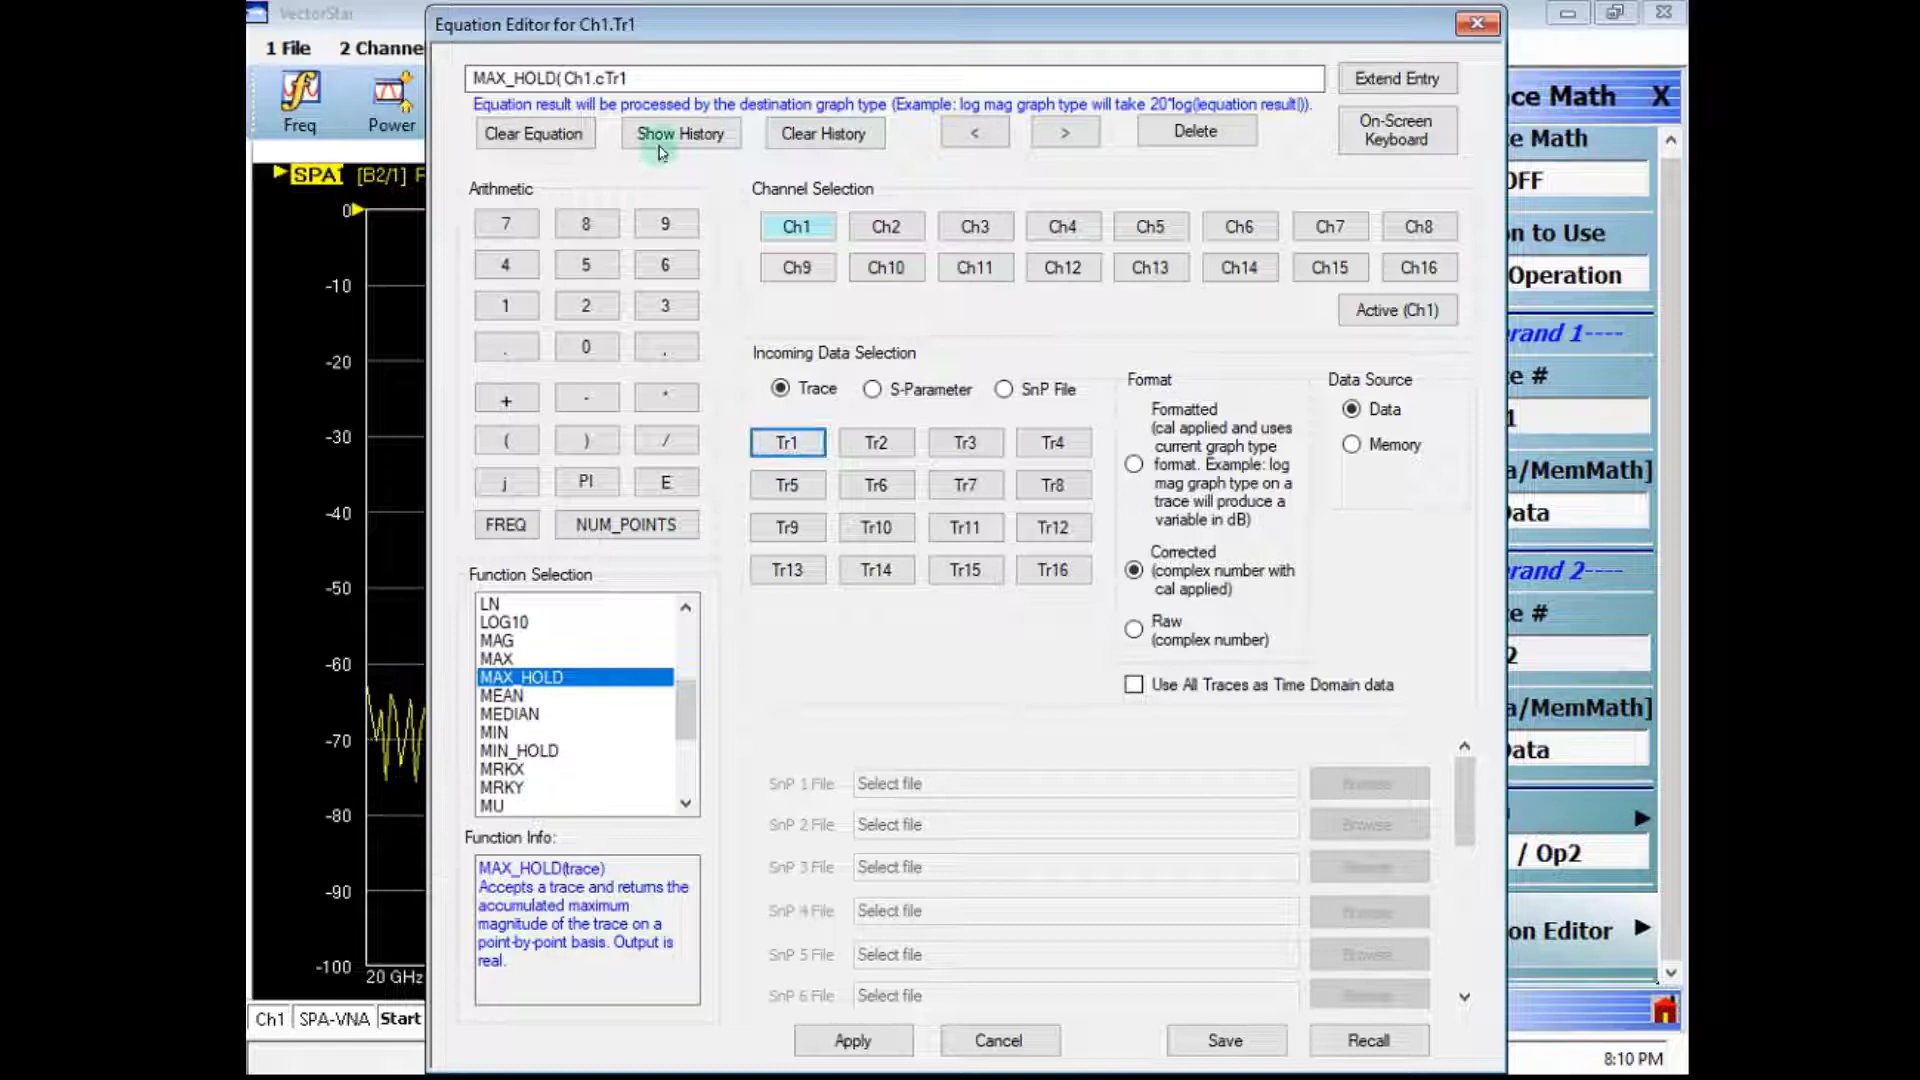 VectorStar
Equation Editor for Ch1.Tr1
1 File
2 Channe
MAX_HOLD( Ch1.cTr1
Extend Entry
Equation result will be processed by the destination graph type (Example: log mag graph type will take 20*log(|equation result|)).
Clear Equation
Show History
Clear History
<
>
Delete
On-Screen
Keyboard
Freq
Power
ce Math X
e Math
OFF
n to Use
Operation
rand 1----
e #
1
a/MemMath]
ata
rand 2----
e #
2
a/MemMath]
ata
/ Op2
on Editor
SPA1 [B2/1] F
0
-10
-20
-30
-40
-50
-60
-70
-80
-90
-100
20 GHz
Arithmetic
7 8 9
4 5 6
1 2 3
. 0 ,
+ - *
( ) /
j PI E
FREQ NUM_POINTS
Channel Selection
Ch1 Ch2 Ch3 Ch4 Ch5 Ch6 Ch7 Ch8
Ch9 Ch10 Ch11 Ch12 Ch13 Ch14 Ch15 Ch16
Active (Ch1)
Incoming Data Selection
Trace S-Parameter SnP File
Tr1 Tr2 Tr3 Tr4
Tr5 Tr6 Tr7 Tr8
Tr9 Tr10 Tr11 Tr12
Tr13 Tr14 Tr15 Tr16
Format
Formatted
(cal applied and uses
current graph type
format. Example: log
mag graph type on a
trace will produce a
variable in dB)
Corrected
(complex number with
cal applied)
Raw
(complex number)
Data Source
Data
Memory
Use All Traces as Time Domain data
Function Selection
LN
LOG10
MAG
MAX
MAX_HOLD
MEAN
MEDIAN
MIN
MIN_HOLD
MRKX
MRKY
MU
Function Info:
MAX_HOLD(trace)
Accepts a trace and returns the
accumulated maximum
magnitude of the trace on a
point-by-point basis. Output is
real.
SnP 1 File Select file Browse
SnP 2 File Select file Browse
SnP 3 File Select file Browse
SnP 4 File Select file Browse
SnP 5 File Select file Browse
SnP 6 File Select file Browse
Apply
Cancel
Save
Recall
Ch1 SPA-VNA Start
8:10 PM